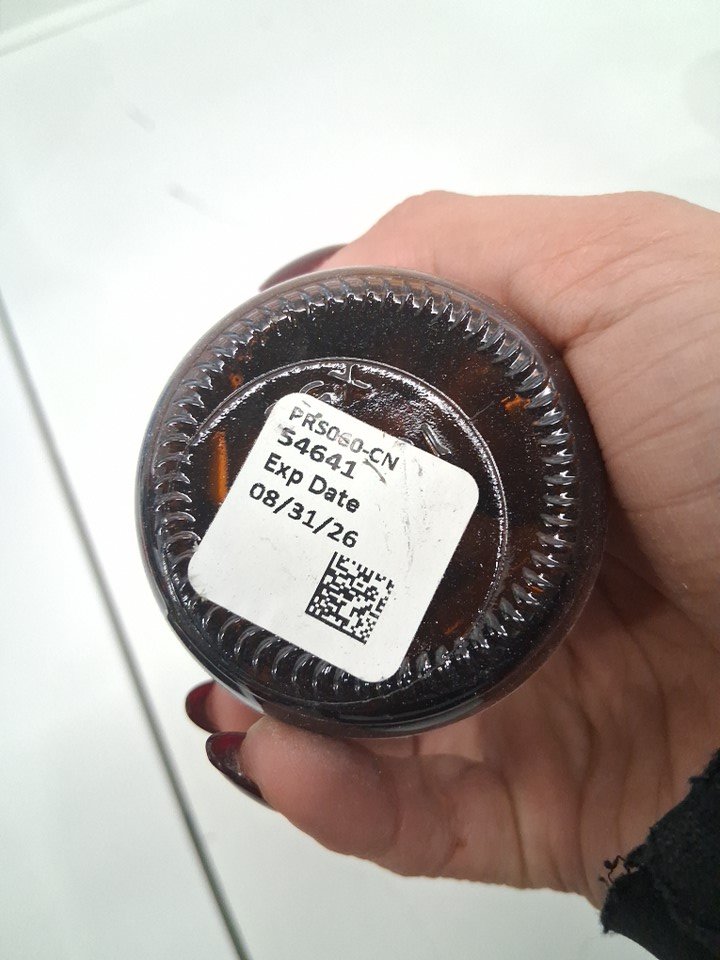 PRS060-CN
54641
Exp Date
08/31/26